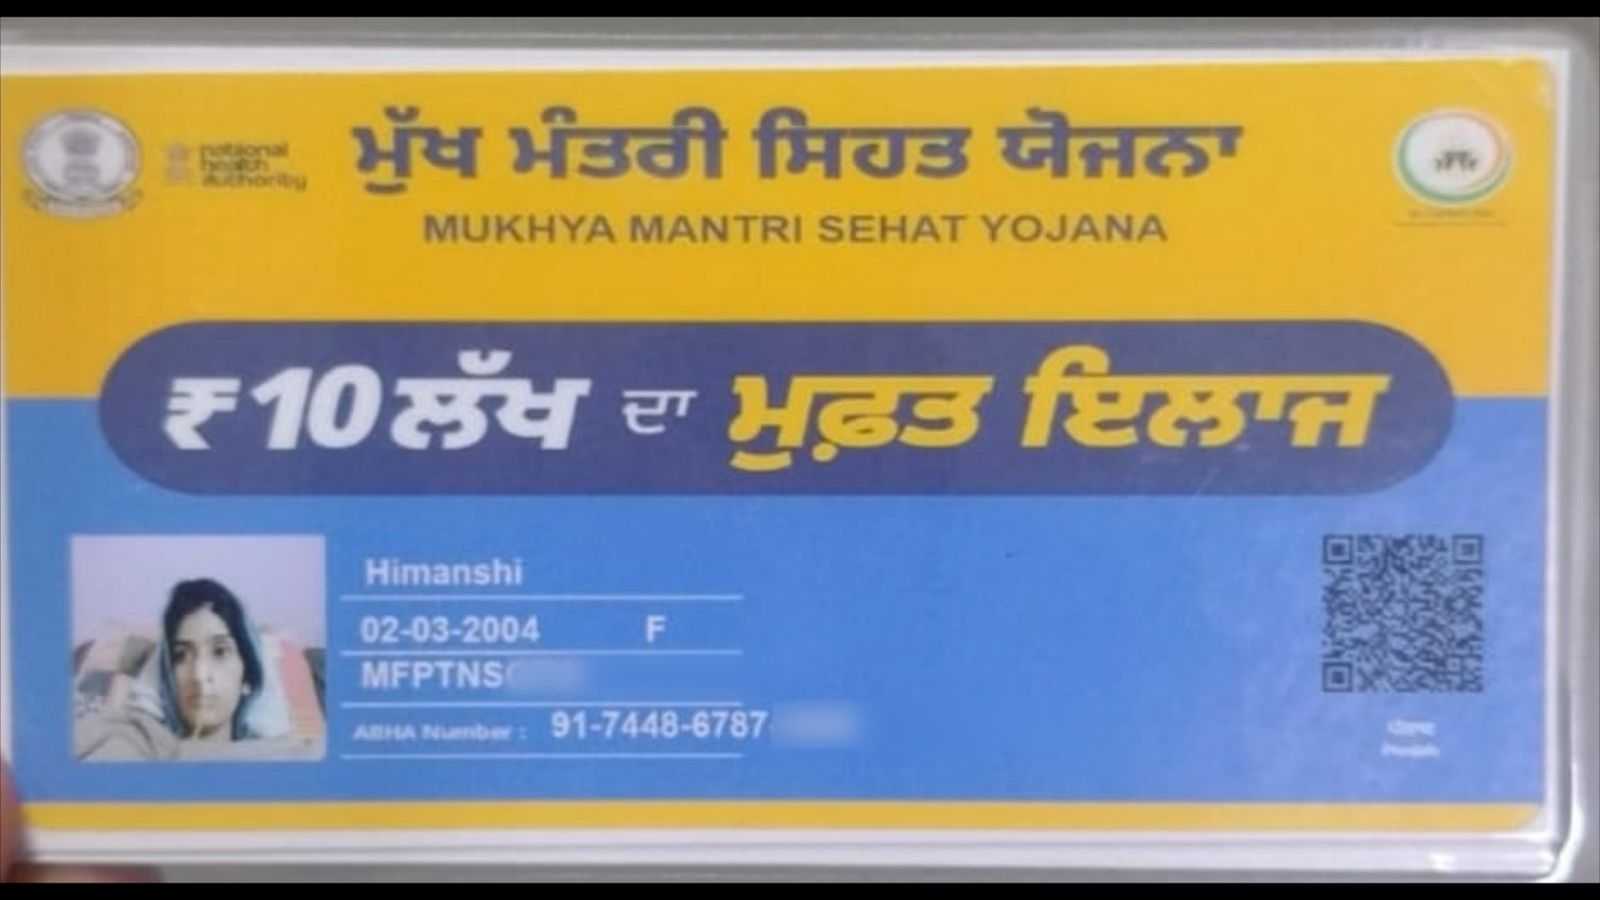 national
health
authority
ਮੁੱਖ ਮੰਤਰੀ ਸਿਹਤ ਯੋਜਨਾ
MUKHYA MANTRI SEHAT YOJANA
₹10 ਲੱਖ ਦਾ ਮੁਫ਼ਤ ਇਲਾਜ
Himanshi
02-03-2004 F
MFPTNS
ABHA Number : 91-7448-6787-
ਪੰਜਾਬ
Punjab